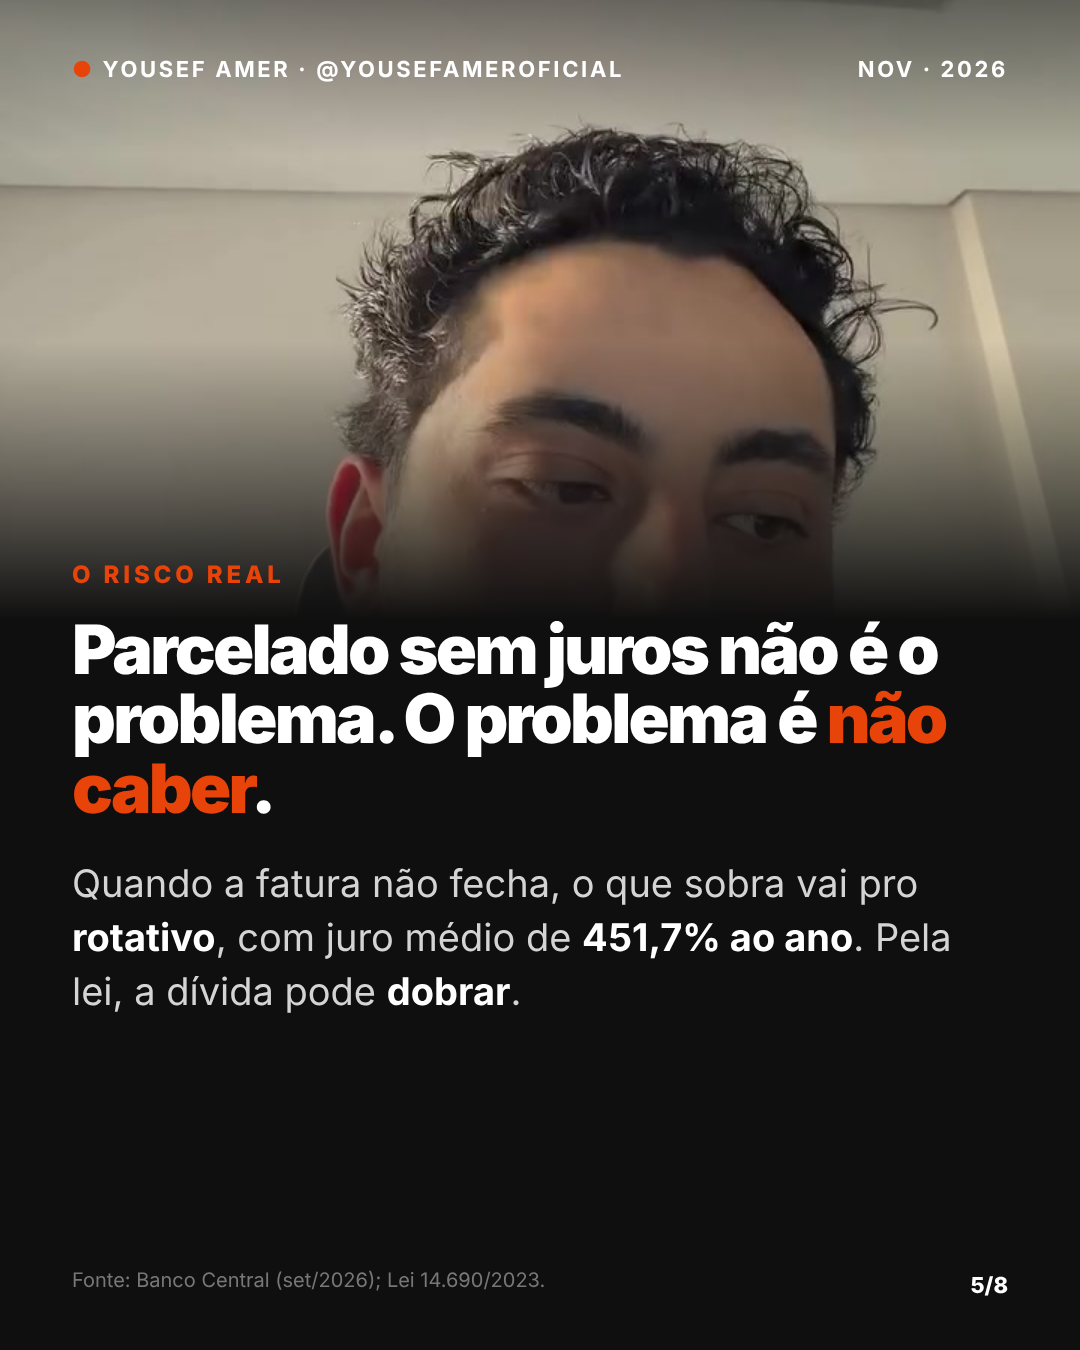 YOUSEF AMER · @YOUSEFAMEROFICIAL
NOV · 2026
O RISCO REAL
Parcelado sem juros não é o
problema. O problema é não
caber.
Quando a fatura não fecha, o que sobra vai pro
rotativo, com juro médio de 451,7% ao ano. Pela
lei, a dívida pode dobrar.
Fonte: Banco Central (set/2026); Lei 14.690/2023.
5/8